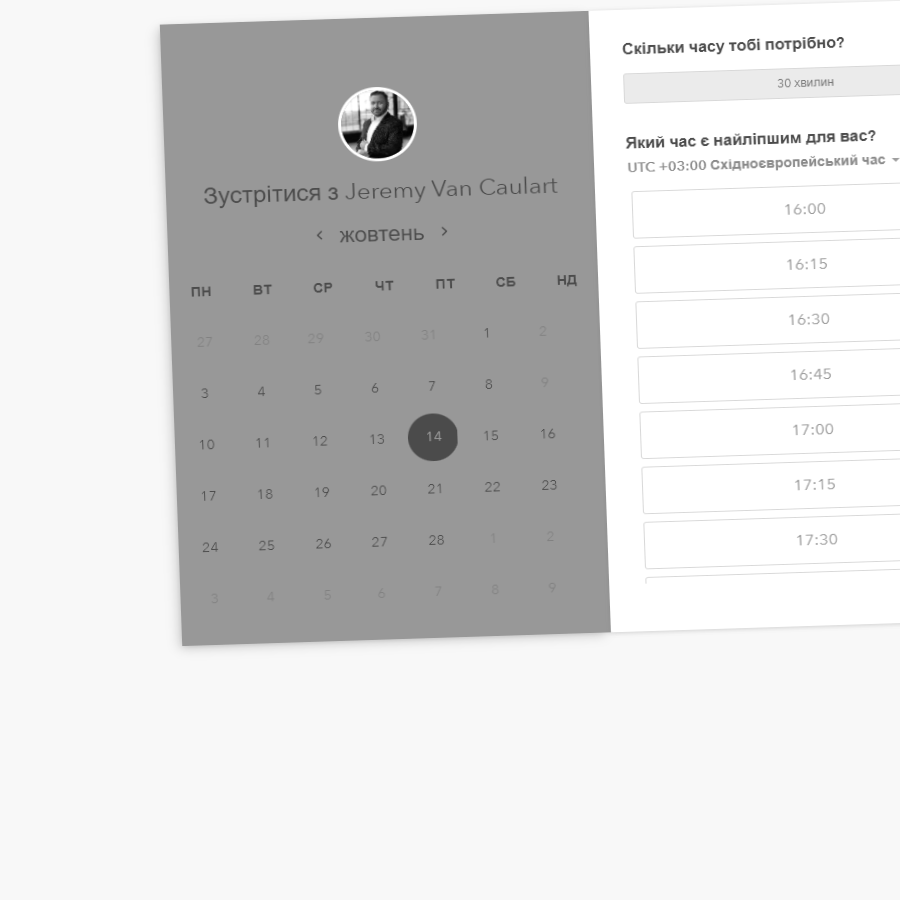 Зустрітися з Jeremy Van Caulart
‹ жовтень ›
ПН ВТ СР ЧТ ПТ СБ НД
27 28 29 30 31 1 2
3 4 5 6 7 8 9
10 11 12 13 14 15 16
17 18 19 20 21 22 23
24 25 26 27 28 1 2
3 4 5 6 7 8 9
Скільки часу тобі потрібно?
30 хвилин
Який час є найліпшим для вас?
UTC +03:00 Східноєвропейський час
16:00
16:15
16:30
16:45
17:00
17:15
17:30